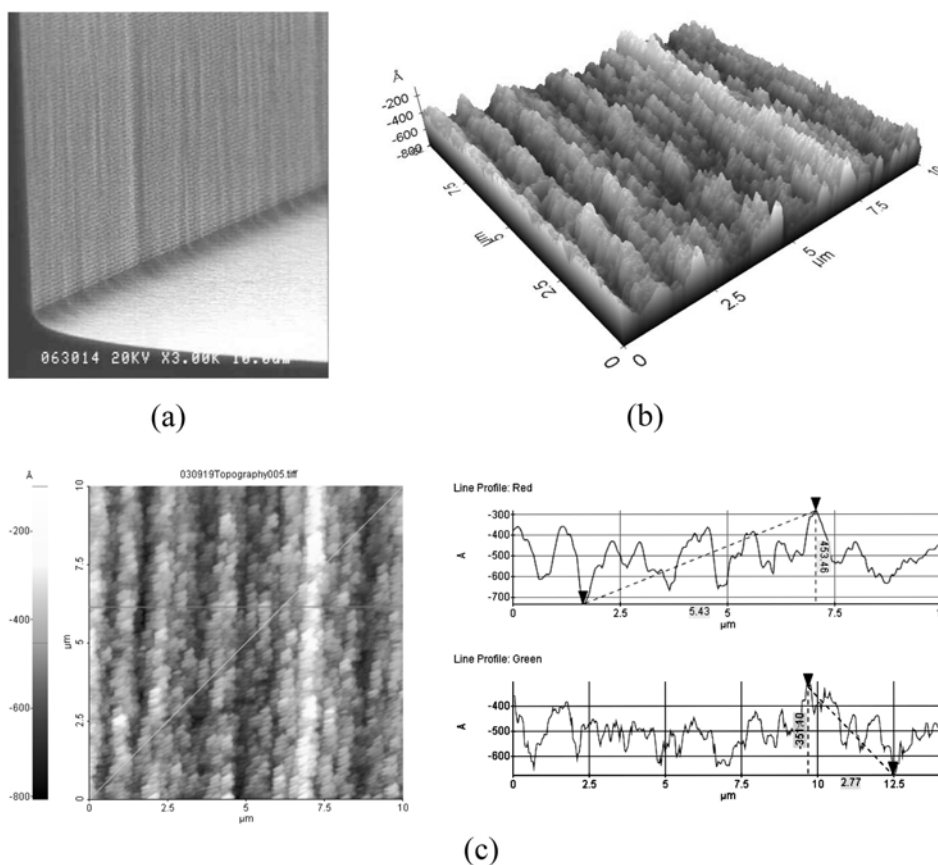 063014 20KV X3.00K 10.0um
(a)
Å
-200
-400
-600
-800
7.5
µm
5
2.5
0
0
2.5
5
µm
7.5
10
(b)
030919Topography005.tiff
Å
-200
-400
-600
-800
10
7.5
µm
5
2.5
0
0 2.5 5 7.5 10
µm
Line Profile: Red
-300
-400
Å
-500
-600
-700
453.46
0 2.5 5.43 5 7.5
µm
Line Profile: Green
-400
Å
-500
-600
-351.10
0 2.5 5 7.5 10 2.77 12.5
µm
(c)